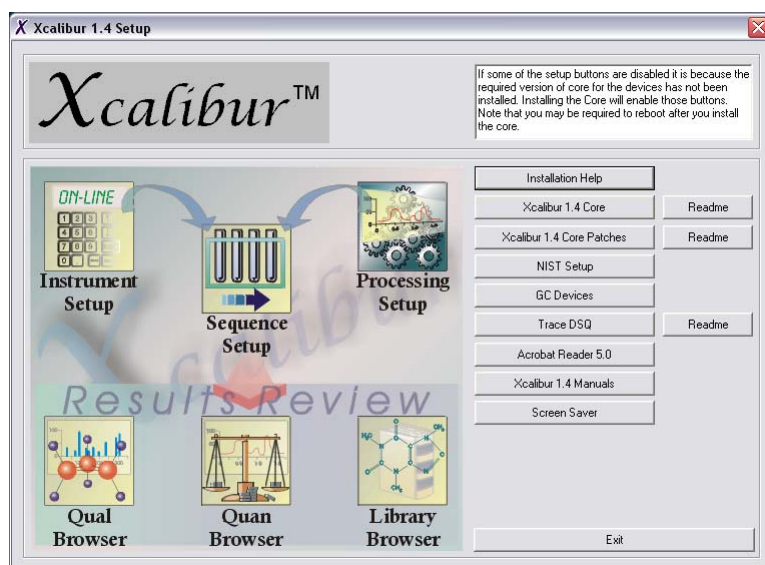 Xcalibur 1.4 Setup
Xcalibur™
If some of the setup buttons are disabled it is because the
required version of core for the devices has not been
installed. Installing the Core will enable those buttons.
Note that you may be required to reboot after you install
the core.
ON-LINE
Instrument
Setup
Sequence
Setup
Processing
Setup
Xcalibur
Results Review
Qual
Browser
Quan
Browser
Library
Browser
Installation Help
Xcalibur 1.4 Core
Readme
Xcalibur 1.4 Core Patches
Readme
NIST Setup
GC Devices
Trace DSQ
Readme
Acrobat Reader 5.0
Xcalibur 1.4 Manuals
Screen Saver
Exit